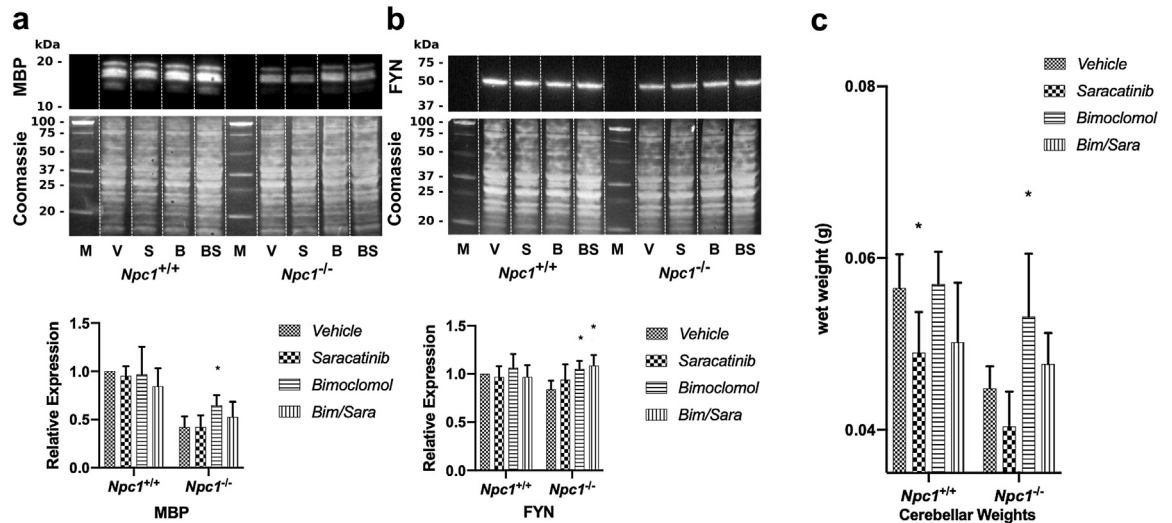 a
kDa
MBP
20 -
10 -
Coomassie
100 -
75 -
50 -
37 -
25 -
20 -
M V S B BS M V S B BS
Npc1+/+ Npc1-/-
Relative Expression
1.5
1.0
0.5
0.0
*
Npc1+/+ Npc1-/-
MBP
Vehicle
Saracatinib
Bimoclomol
Bim/Sara
b
kDa
FYN
75 -
50 -
37 -
Coomassie
100 -
75 -
50 -
37 -
25 -
20 -
M V S B BS M V S B BS
Npc1+/+ Npc1-/-
Relative Expression
1.5
1.0
0.5
0.0
* *
Npc1+/+ Npc1-/-
FYN
Vehicle
Saracatinib
Bimoclomol
Bim/Sara
c
Vehicle
Saracatinib
Bimoclomol
Bim/Sara
wet weight (g)
0.08
0.06
0.04
* *
Npc1+/+ Npc1-/-
Cerebellar Weights